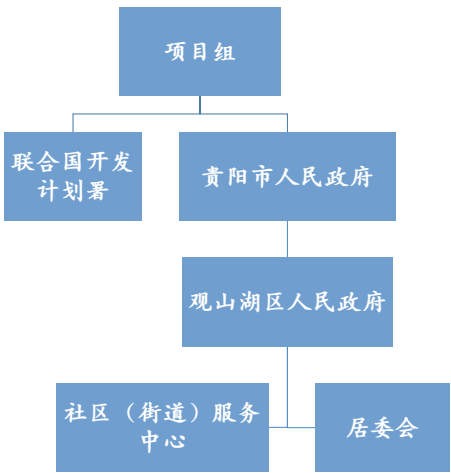 项目组
联合国开发
计划署
贵阳市人民政府
观山湖区人民政府
社区（街道）服务
中心
居委会